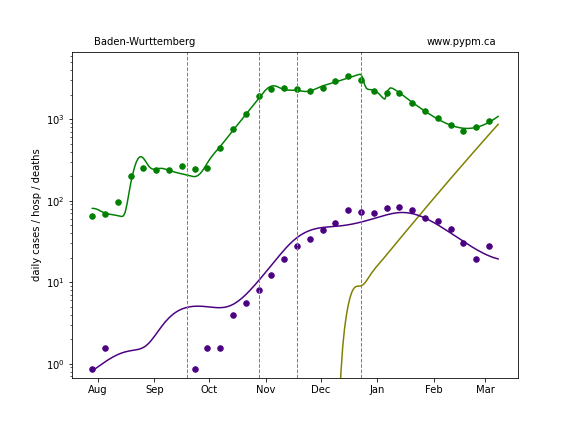 Baden-Wurttemberg www.pypm.ca
daily cases / hosp / deaths
10³
10²
10¹
10⁰
Aug Sep Oct Nov Dec Jan Feb Mar